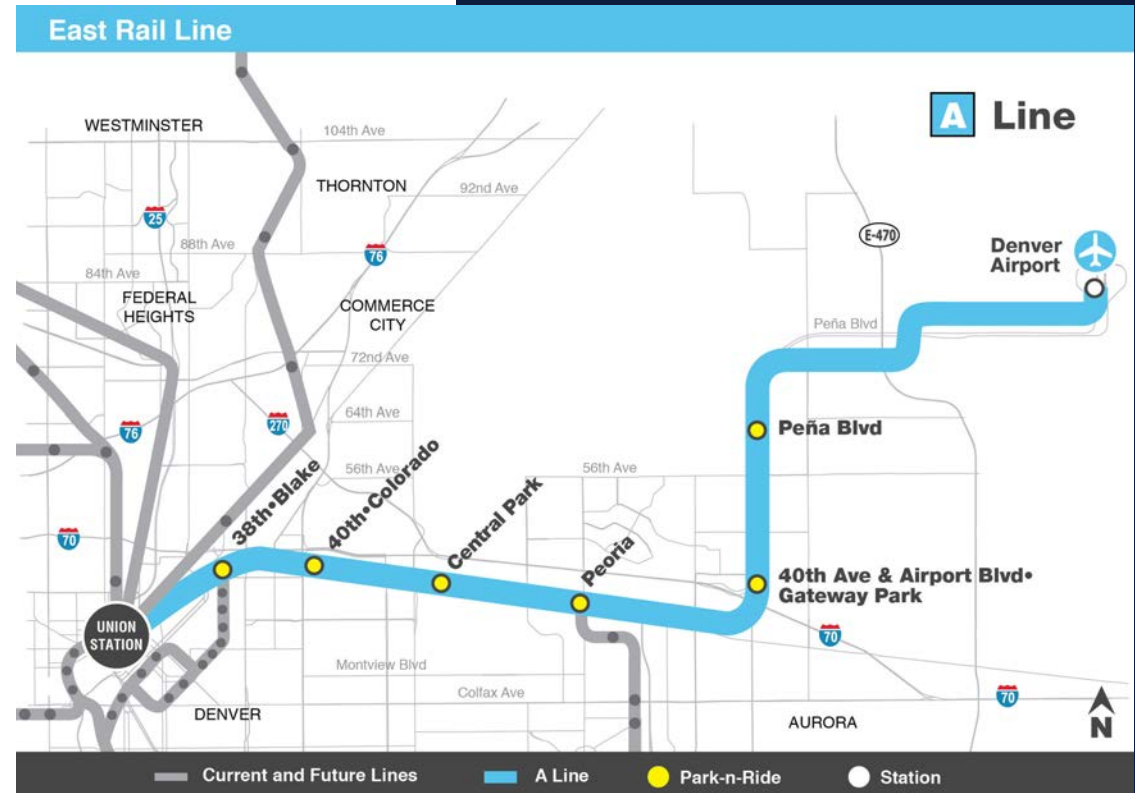 East Rail Line
A Line
WESTMINSTER
104th Ave
THORNTON
92nd Ave
25
88th Ave
76
E-470
Denver
Airport
84th Ave
FEDERAL
HEIGHTS
COMMERCE
CITY
Peña Blvd
72nd Ave
64th Ave
270
76
Peña Blvd
56th Ave
56th Ave
38th•Blake
40th•Colorado
Central Park
Peoria
70
40th Ave & Airport Blvd•
Gateway Park
UNION
STATION
70
Montview Blvd
Colfax Ave
70
DENVER
AURORA
N
Current and Future Lines
A Line
Park-n-Ride
Station